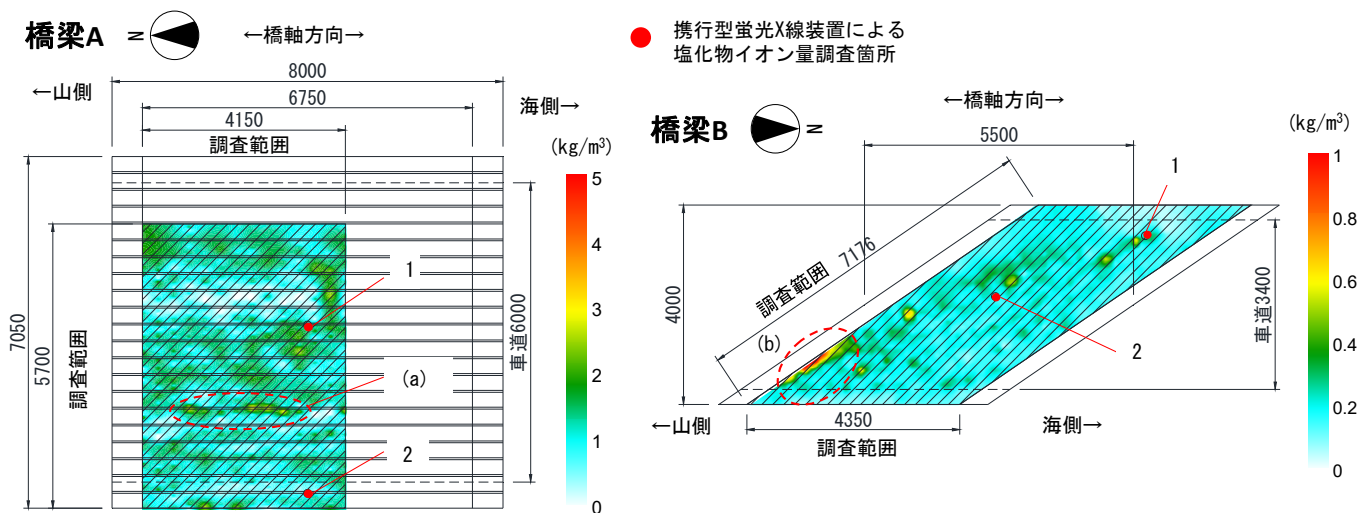 橋梁A
N
←橋軸方向→
8000
←山側
6750
海側→
4150
調査範囲
(kg/m³)
7050
5700
調査範囲
車道6000
1
(a)
2
5
4
3
2
1
0
携行型蛍光X線装置による
塩化物イオン量調査箇所
橋梁B
N
←橋軸方向→
5500
(kg/m³)
1
調査範囲 7176
4000
(b)
2
車道3400
←山側
4350
海側→
調査範囲
1
0.8
0.6
0.4
0.2
0